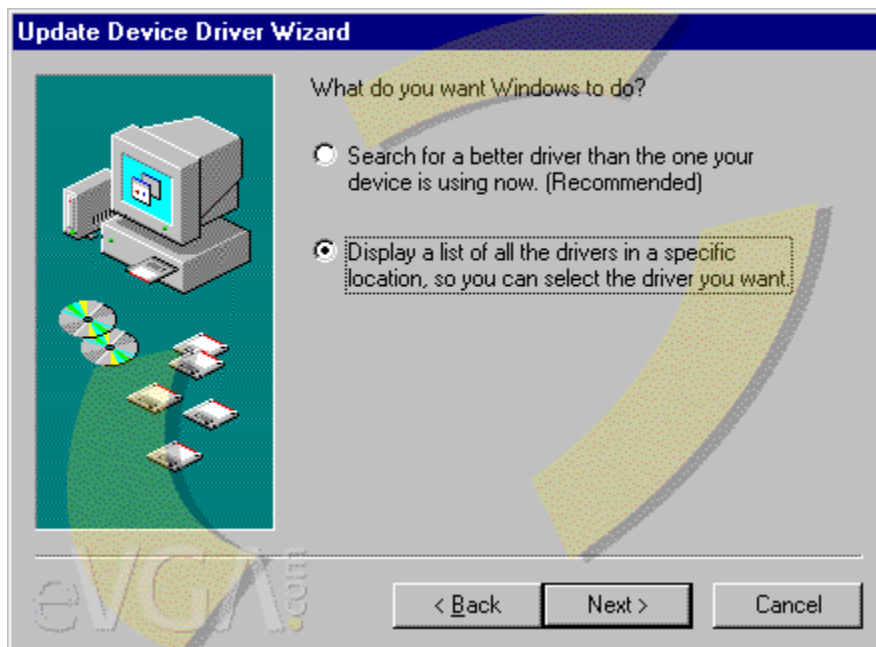 Update Device Driver Wizard
What do you want Windows to do?
Search for a better driver than the one your
device is using now. (Recommended)
Display a list of all the drivers in a specific
location, so you can select the driver you want.
eVGA.com
< Back
Next >
Cancel